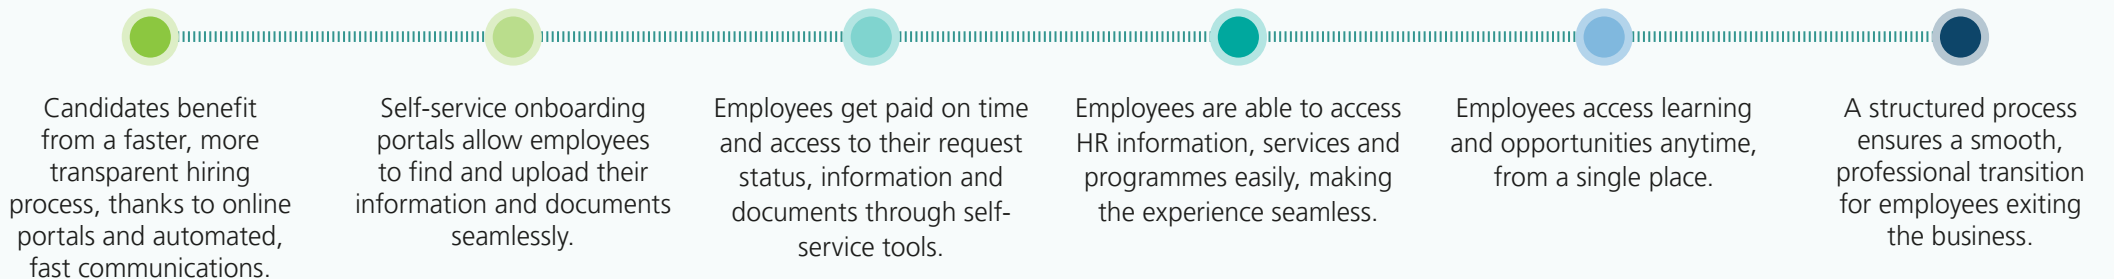 Candidates benefit
from a faster, more
transparent hiring
process, thanks to online
portals and automated,
fast communications.
Self-service onboarding
portals allow employees
to find and upload their
information and documents
seamlessly.
Employees get paid on time
and access to their request
status, information and
documents through self-
service tools.
Employees are able to access
HR information, services and
programmes easily, making
the experience seamless.
Employees access learning
and opportunities anytime,
from a single place.
A structured process
ensures a smooth,
professional transition
for employees exiting
the business.